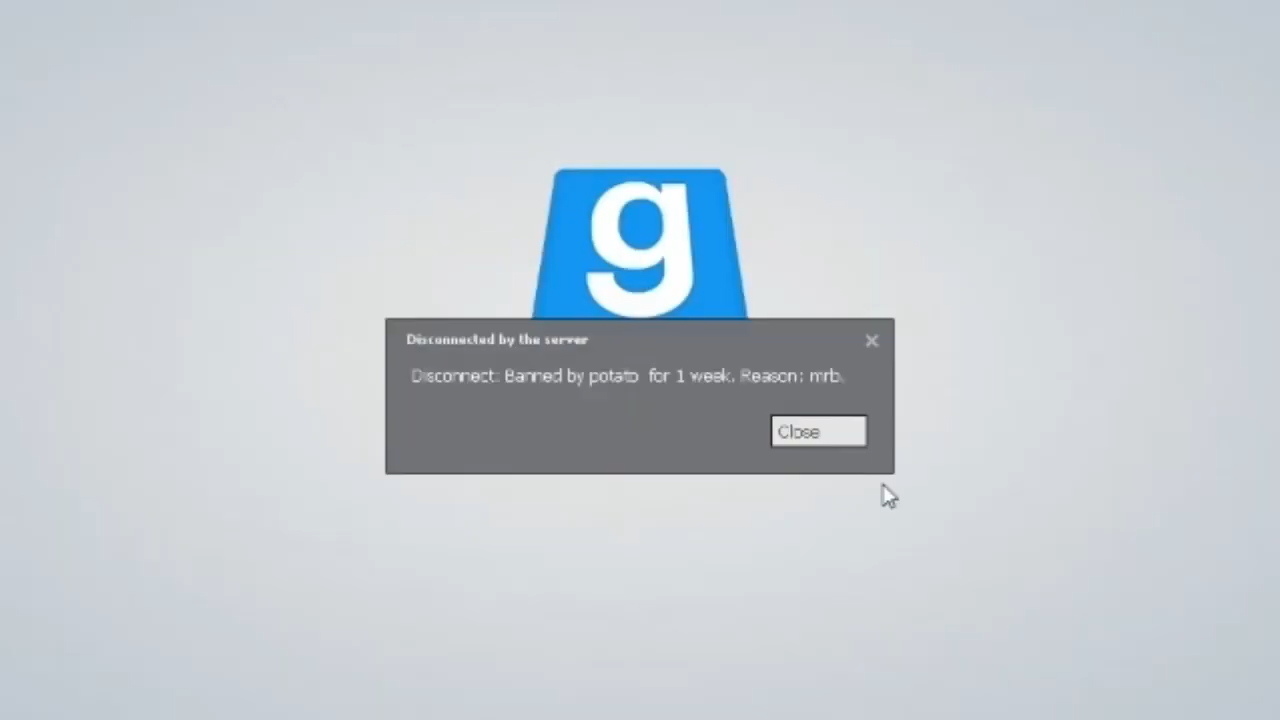 g
Disconnected by the server
Disconnect: Banned by potato  for 1 week. Reason: mrb.
Close